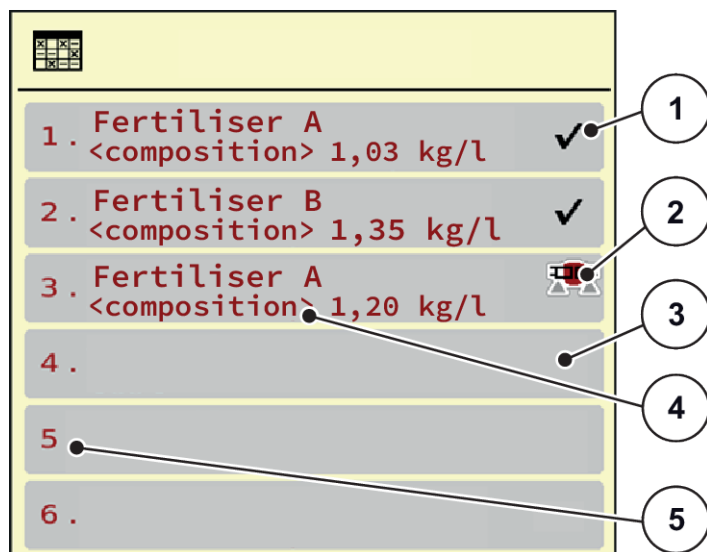 1. Fertiliser A
<composition> 1,03 kg/l
2. Fertiliser B
<composition> 1,35 kg/l
3. Fertiliser A
<composition> 1,20 kg/l
4.
5
6.
1
2
3
4
5